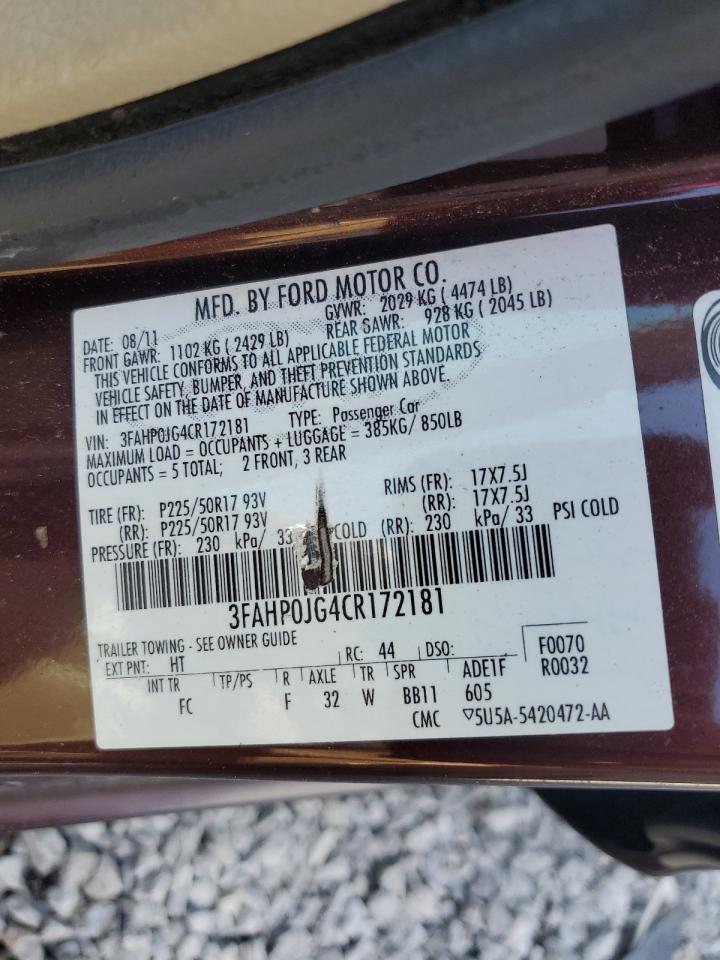 MFD. BY FORD MOTOR CO.
DATE: 08/11 GVWR: 2029 KG ( 4474 LB)
FRONT GAWR: 1102 KG ( 2429 LB) REAR GAWR: 928 KG ( 2045 LB)
THIS VEHICLE CONFORMS TO ALL APPLICABLE FEDERAL MOTOR
VEHICLE SAFETY, BUMPER, AND THEFT PREVENTION STANDARDS
IN EFFECT ON THE DATE OF MANUFACTURE SHOWN ABOVE.
VIN: 3FAHP0JG4CR172181 TYPE: Passenger Car
MAXIMUM LOAD = OCCUPANTS + LUGGAGE = 385KG/ 850LB
OCCUPANTS = 5 TOTAL; 2 FRONT, 3 REAR
TIRE (FR): P225/50R17 93V RIMS (FR): 17X7.5J
(RR): P225/50R17 93V (RR): 17X7.5J
PRESSURE (FR): 230 kPa/ 33 COLD (RR): 230 kPa/ 33 PSI COLD
3FAHP0JG4CR172181
TRAILER TOWING - SEE OWNER GUIDE
EXT PNT: HT RC: 44 DSO: F0070
INT TR TP/PS R AXLE TR SPR ADE1F R0032
FC F 32 W BB11 605
CMC ▽5U5A-5420472-AA